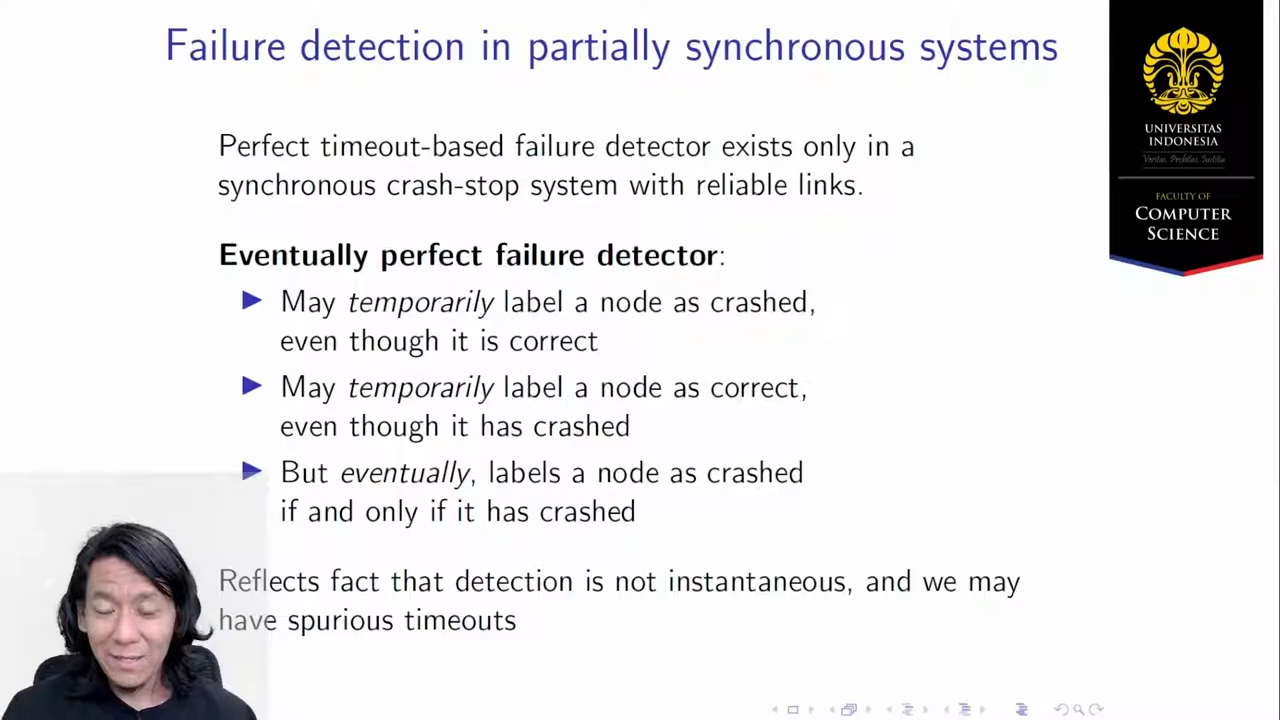 Failure detection in partially synchronous systems
Perfect timeout-based failure detector exists only in a
synchronous crash-stop system with reliable links.
Eventually perfect failure detector:
May temporarily label a node as crashed,
even though it is correct
May temporarily label a node as correct,
even though it has crashed
But eventually, labels a node as crashed
if and only if it has crashed
Reflects fact that detection is not instantaneous, and we may
have spurious timeouts
UNIVERSITAS
INDONESIA
Veritas, Probitas, Iustitia
FACULTY OF
COMPUTER
SCIENCE